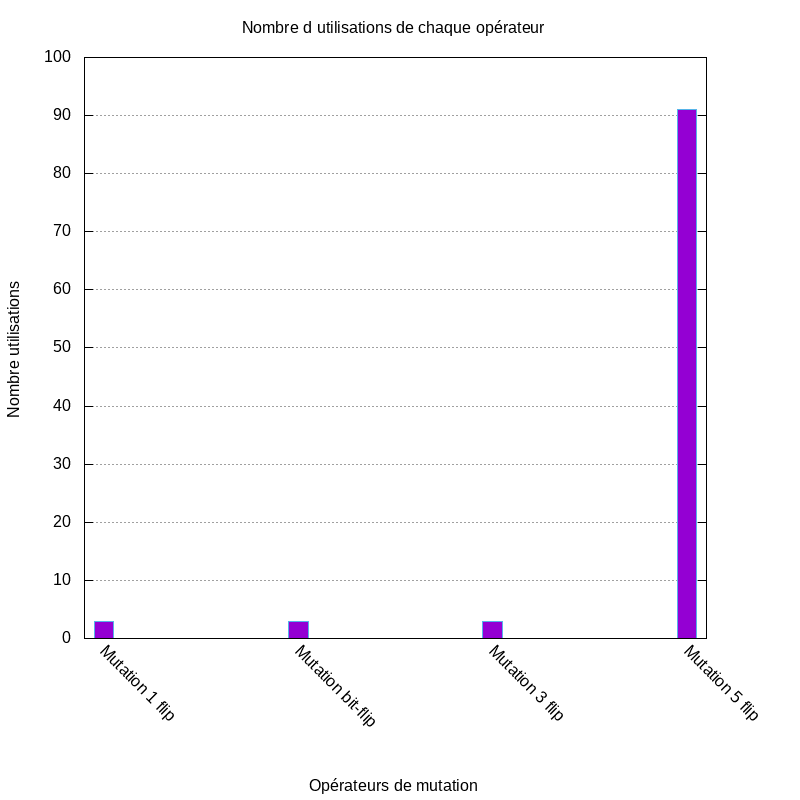 Nombre d utilisations de chaque opérateur
100
90
80
70
60
50
40
30
20
10
0
Nombre utilisations
Mutation 1 flip
Mutation bit-flip
Mutation 3 flip
Mutation 5 flip
Opérateurs de mutation